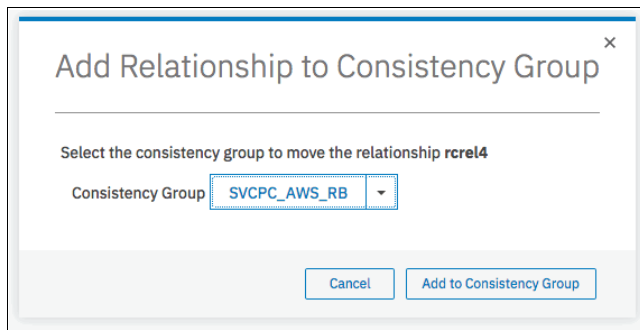 Add Relationship to Consistency Group
Select the consistency group to move the relationship rcrel4
Consistency Group SVCPC_AWS_RB
Cancel Add to Consistency Group